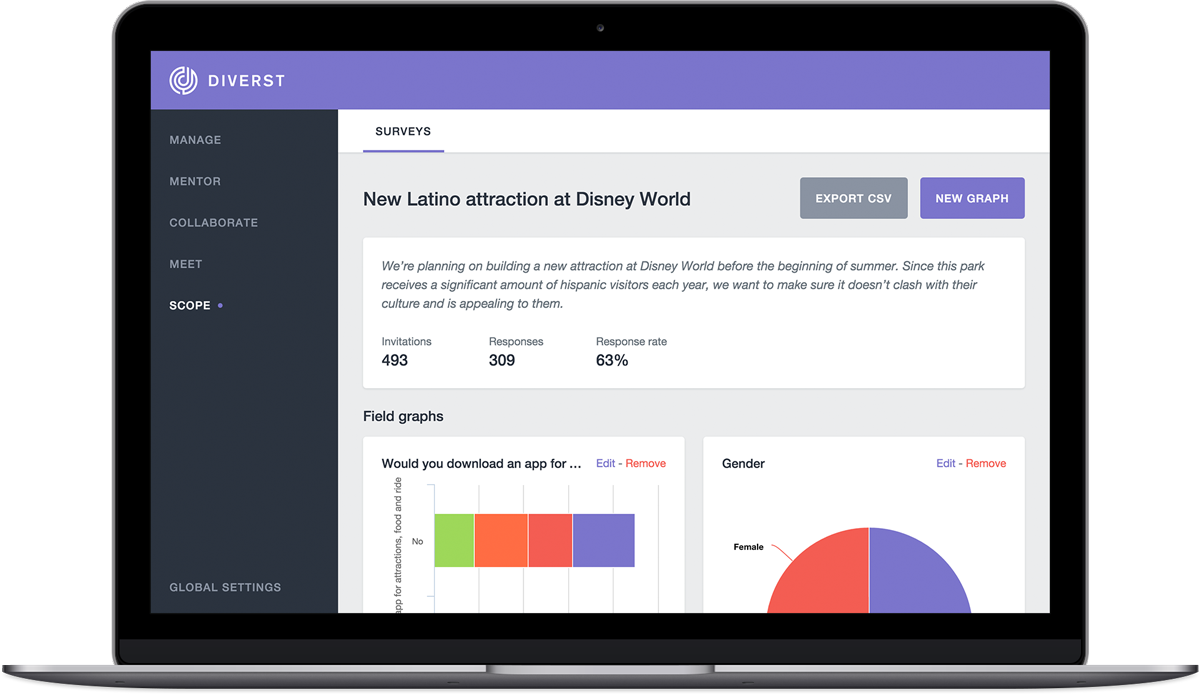 DIVERST
MANAGE
MENTOR
COLLABORATE
MEET
SCOPE
GLOBAL SETTINGS
SURVEYS
New Latino attraction at Disney World
EXPORT CSV
NEW GRAPH
We're planning on building a new attraction at Disney World before the beginning of summer. Since this park
receives a significant amount of hispanic visitors each year, we want to make sure it doesn't clash with their
culture and is appealing to them.
Invitations
493
Responses
309
Response rate
63%
Field graphs
Would you download an app for ...
Edit - Remove
app for attractions, food and ride
No
Gender
Edit - Remove
Female